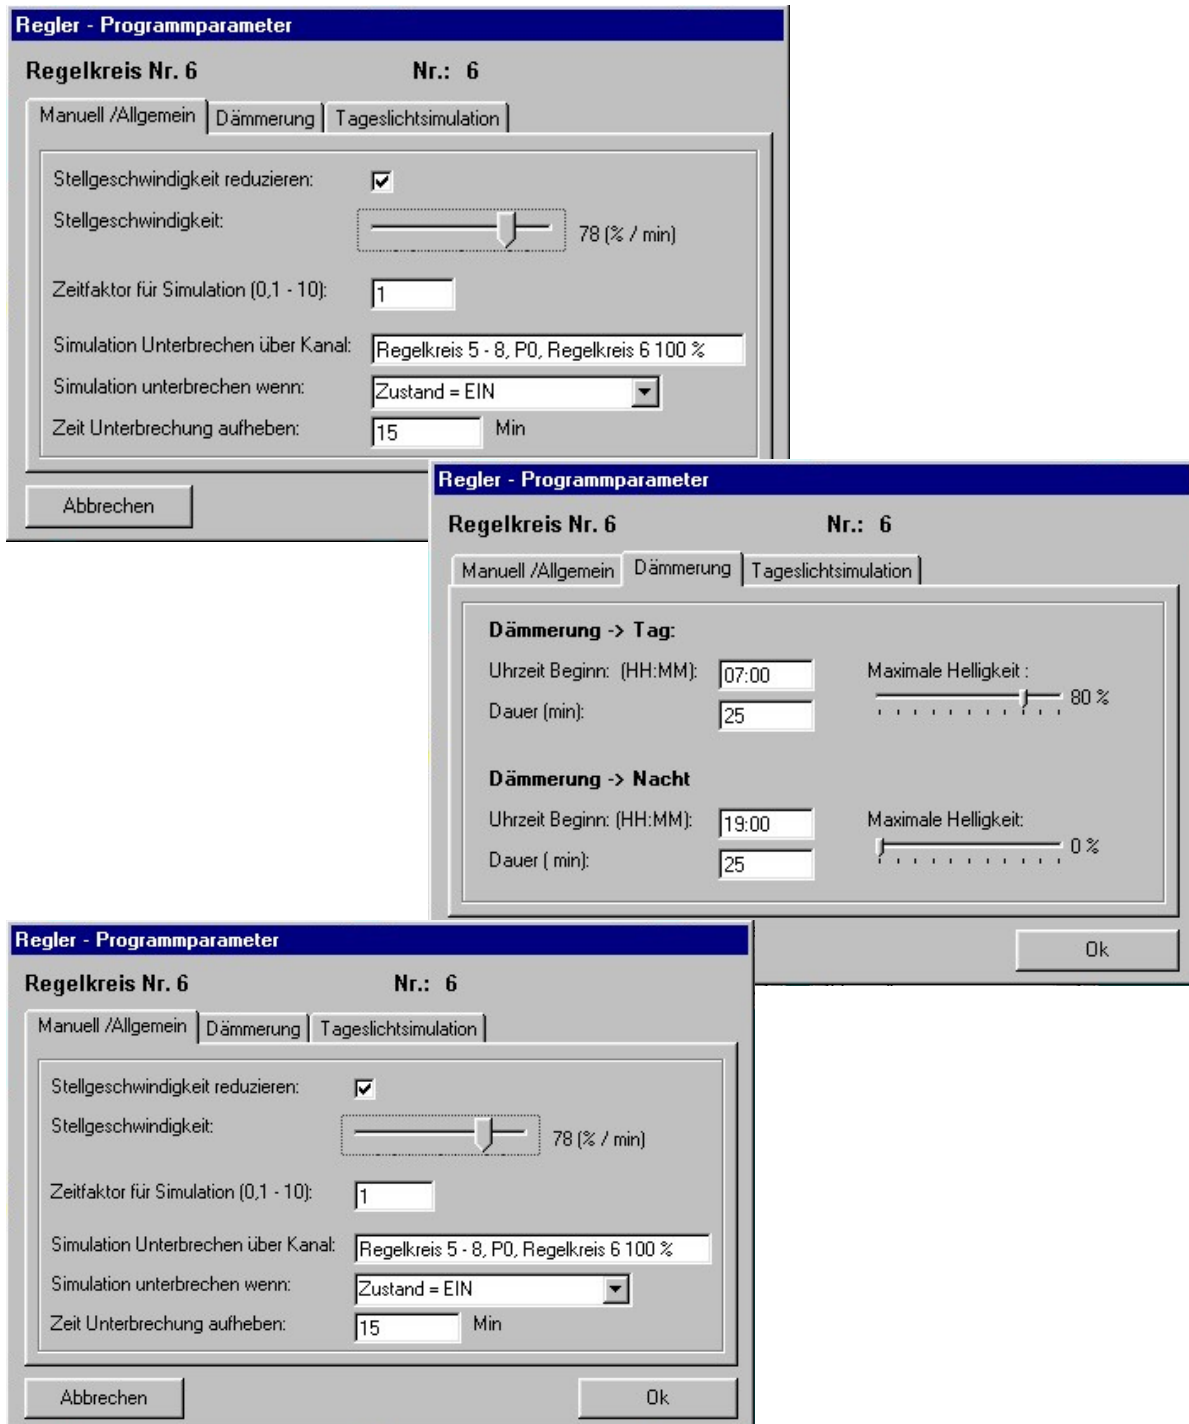 Regler - Programmparameter
Regelkreis Nr. 6 Nr.: 6
Manuell /Allgemein Dämmerung Tageslichtsimulation
Stellgeschwindigkeit reduzieren:
Stellgeschwindigkeit: 78 (% / min)
Zeitfaktor für Simulation (0,1 - 10): 1
Simulation Unterbrechen über Kanal: Regelkreis 5 - 8, P0, Regelkreis 6 100 %
Simulation unterbrechen wenn: Zustand = EIN
Zeit Unterbrechung aufheben: 15 Min
Abbrechen
Regler - Programmparameter
Regelkreis Nr. 6 Nr.: 6
Manuell /Allgemein Dämmerung Tageslichtsimulation
Dämmerung -> Tag:
Uhrzeit Beginn: (HH:MM): 07:00 Maximale Helligkeit : 80 %
Dauer (min): 25
Dämmerung -> Nacht
Uhrzeit Beginn: (HH:MM): 19:00 Maximale Helligkeit: 0 %
Dauer ( min): 25
Ok
Regler - Programmparameter
Regelkreis Nr. 6 Nr.: 6
Manuell /Allgemein Dämmerung Tageslichtsimulation
Stellgeschwindigkeit reduzieren:
Stellgeschwindigkeit: 78 (% / min)
Zeitfaktor für Simulation (0,1 - 10): 1
Simulation Unterbrechen über Kanal: Regelkreis 5 - 8, P0, Regelkreis 6 100 %
Simulation unterbrechen wenn: Zustand = EIN
Zeit Unterbrechung aufheben: 15 Min
Abbrechen Ok